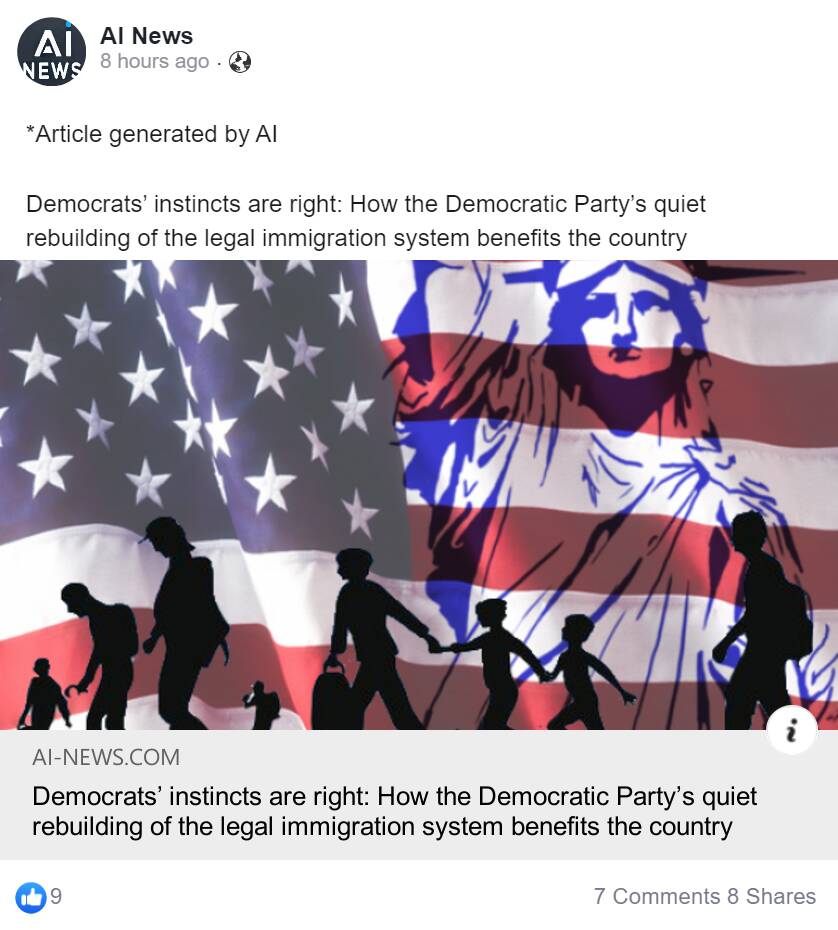 Ai
NEWS
AI News
8 hours ago ·
*Article generated by AI
Democrats’ instincts are right: How the Democratic Party’s quiet
rebuilding of the legal immigration system benefits the country
i
AI-NEWS.COM
Democrats’ instincts are right: How the Democratic Party’s quiet
rebuilding of the legal immigration system benefits the country
9
7 Comments 8 Shares